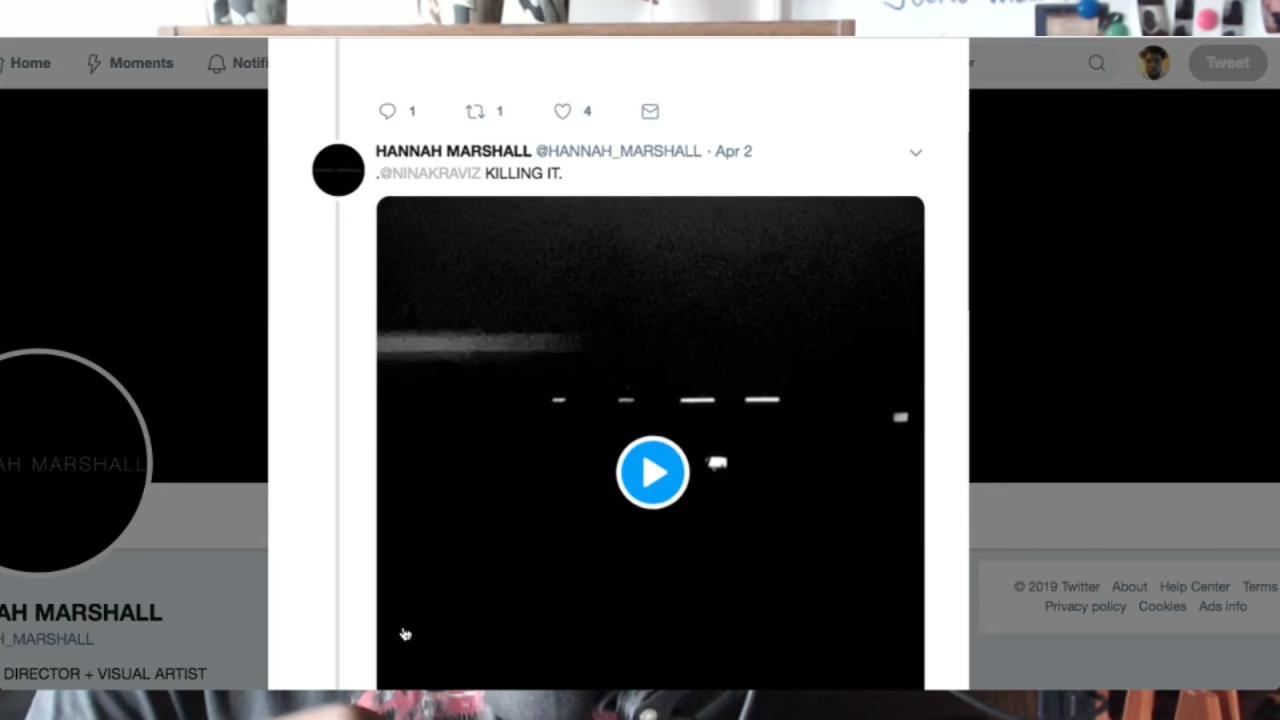 Home
Moments
Notifi
Tweet
1
1
4
HANNAH MARSHALL @HANNAH_MARSHALL · Apr 2
.@NINAKRAVIZ KILLING IT.
AH MARSHALL
AH MARSHALL
H_MARSHALL
DIRECTOR + VISUAL ARTIST
© 2019 Twitter About Help Center Terms
Privacy policy Cookies Ads info